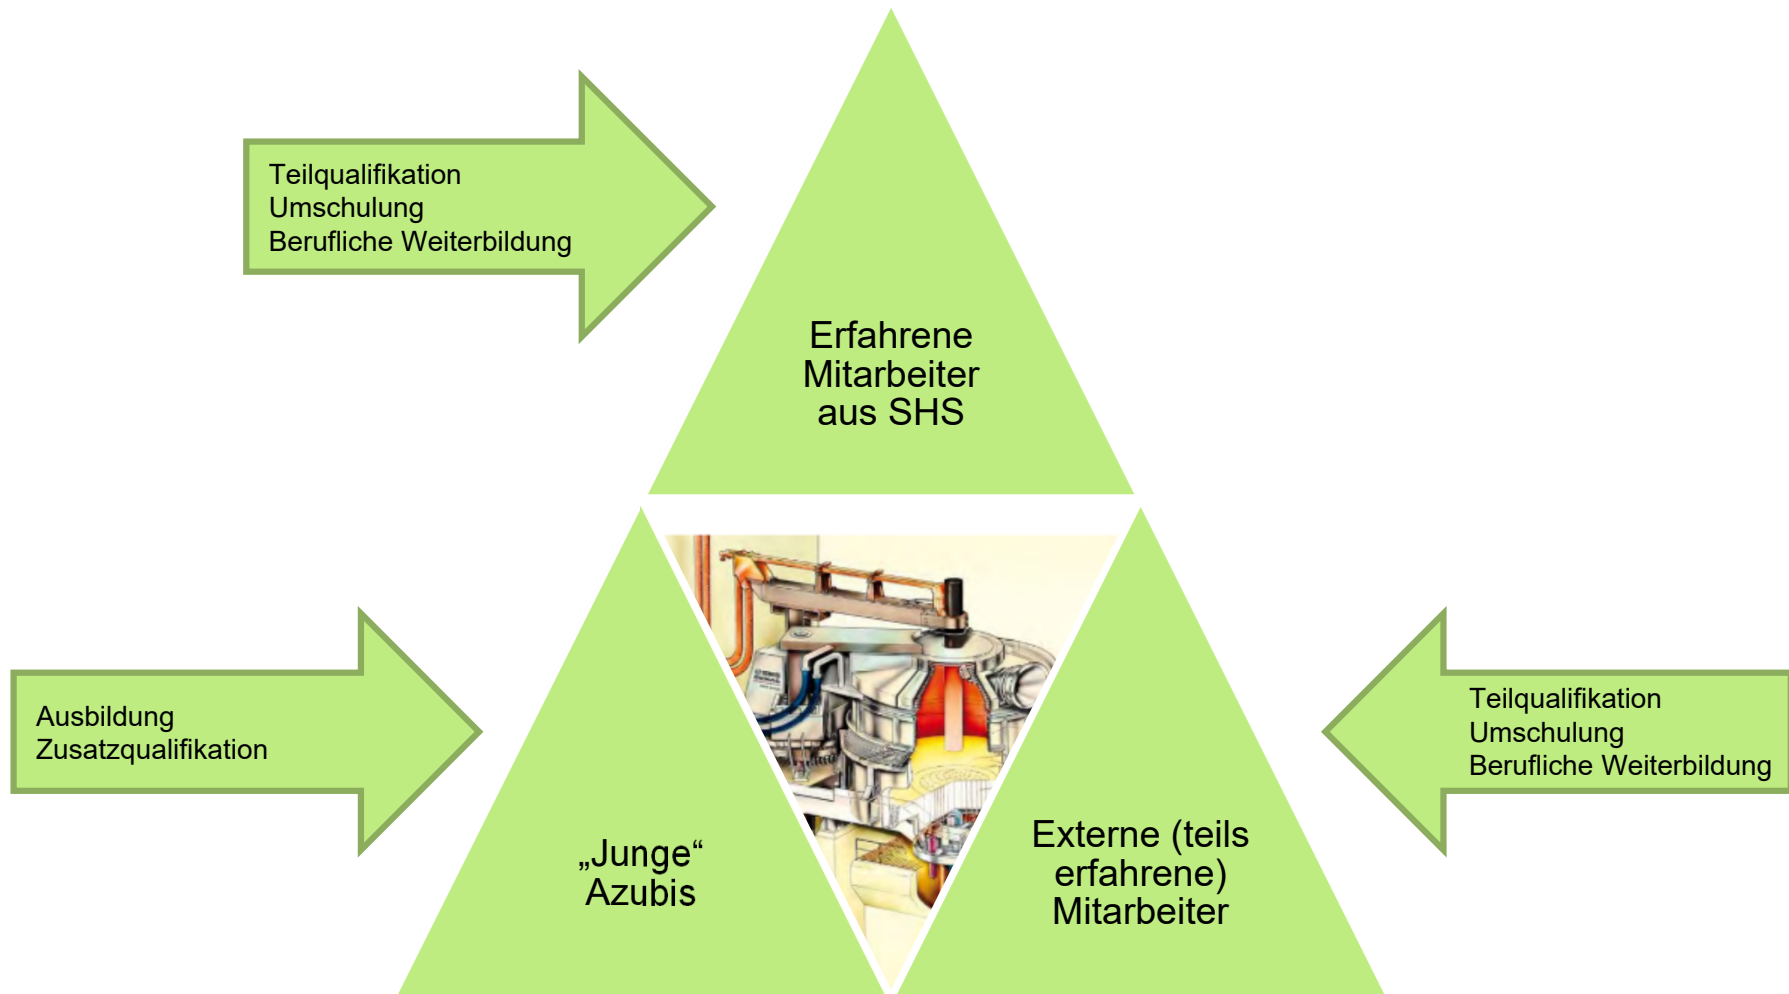 Teilqualifikation
Umschulung
Berufliche Weiterbildung
Erfahrene
Mitarbeiter
aus SHS
Ausbildung
Zusatzqualifikation
„Junge“
Azubis
Externe (teils
erfahrene)
Mitarbeiter
Teilqualifikation
Umschulung
Berufliche Weiterbildung